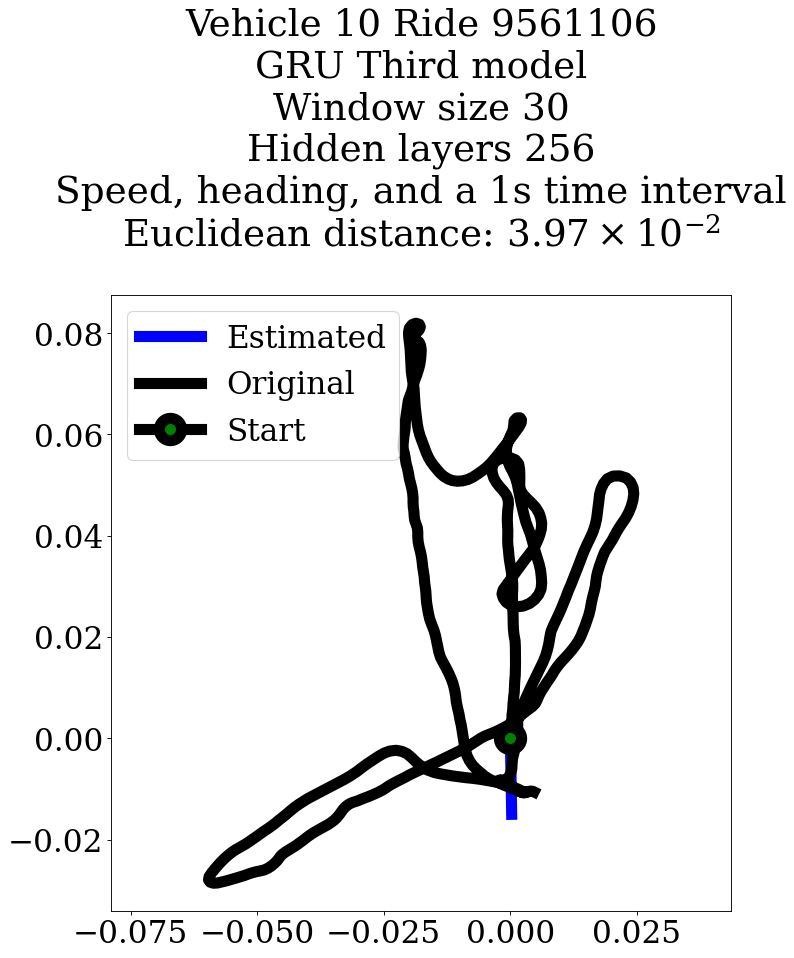 Vehicle 10 Ride 9561106
GRU Third model
Window size 30
Hidden layers 256
Speed, heading, and a 1s time interval
Euclidean distance: 3.97 × 10⁻²
Estimated
Original
Start
0.08
0.06
0.04
0.02
0.00
−0.02
−0.075 −0.050 −0.025 0.000 0.025